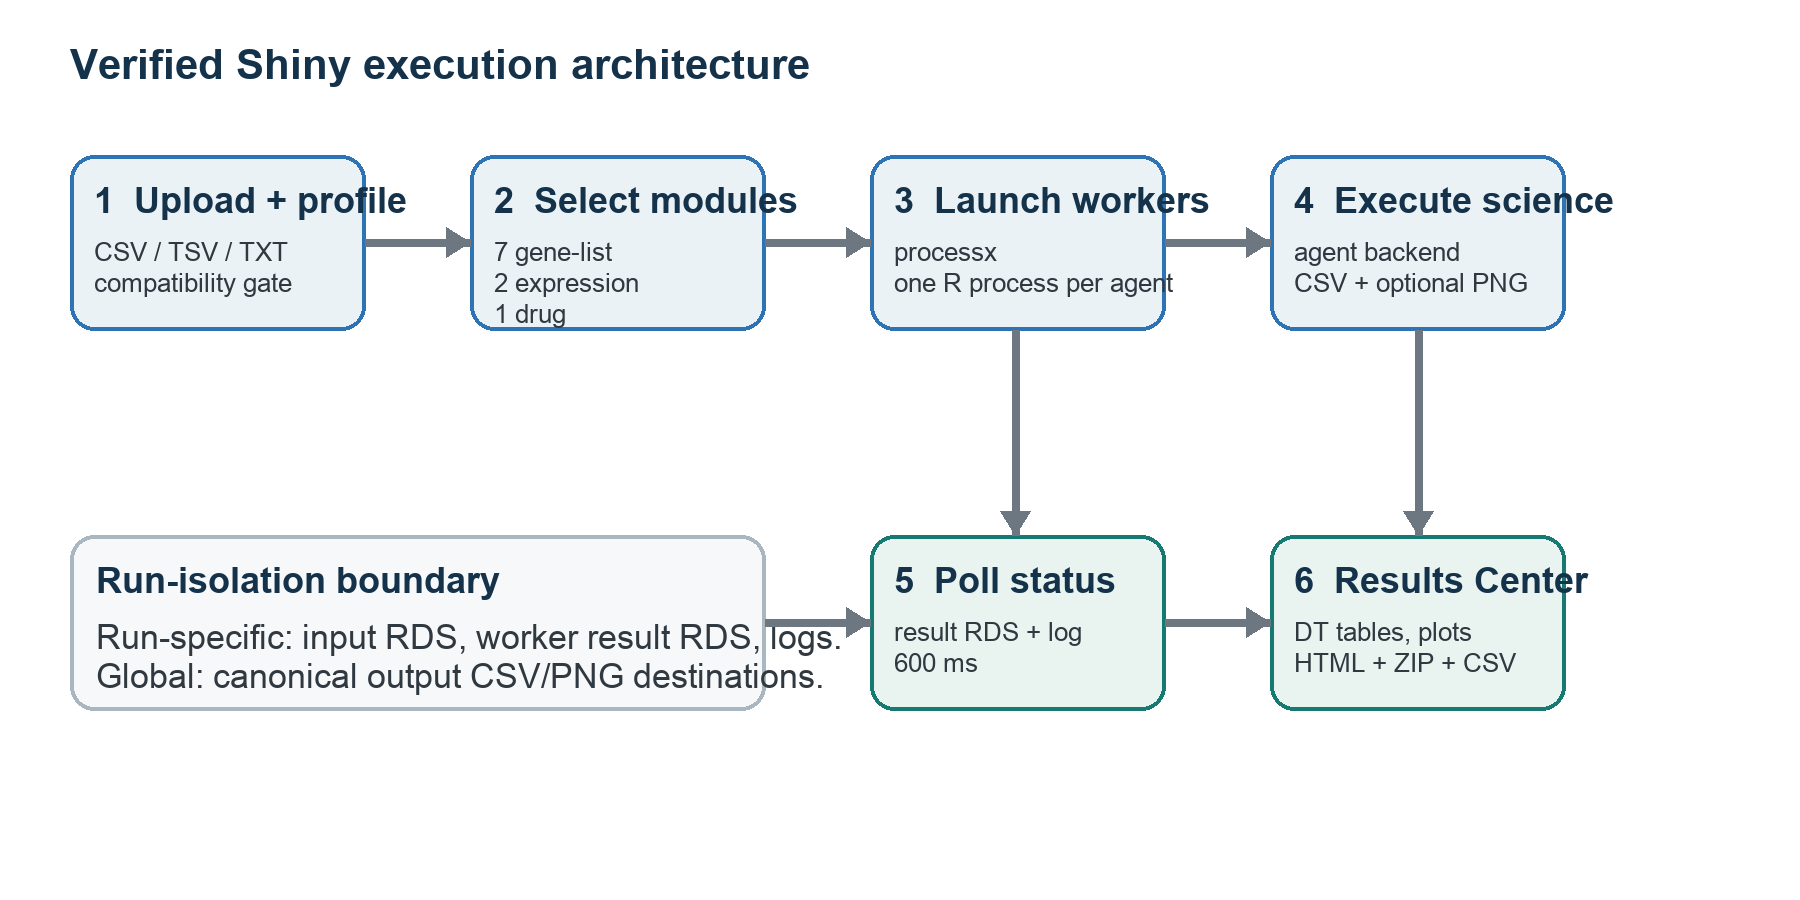 Verified Shiny execution architecture
1 Upload + profile
CSV / TSV / TXT
compatibility gate
2 Select modules
7 gene-list
2 expression
1 drug
3 Launch workers
processx
one R process per agent
4 Execute science
agent backend
CSV + optional PNG
Run-isolation boundary
Run-specific: input RDS, worker result RDS, logs.
Global: canonical output CSV/PNG destinations.
5 Poll status
result RDS + log
600 ms
6 Results Center
DT tables, plots
HTML + ZIP + CSV